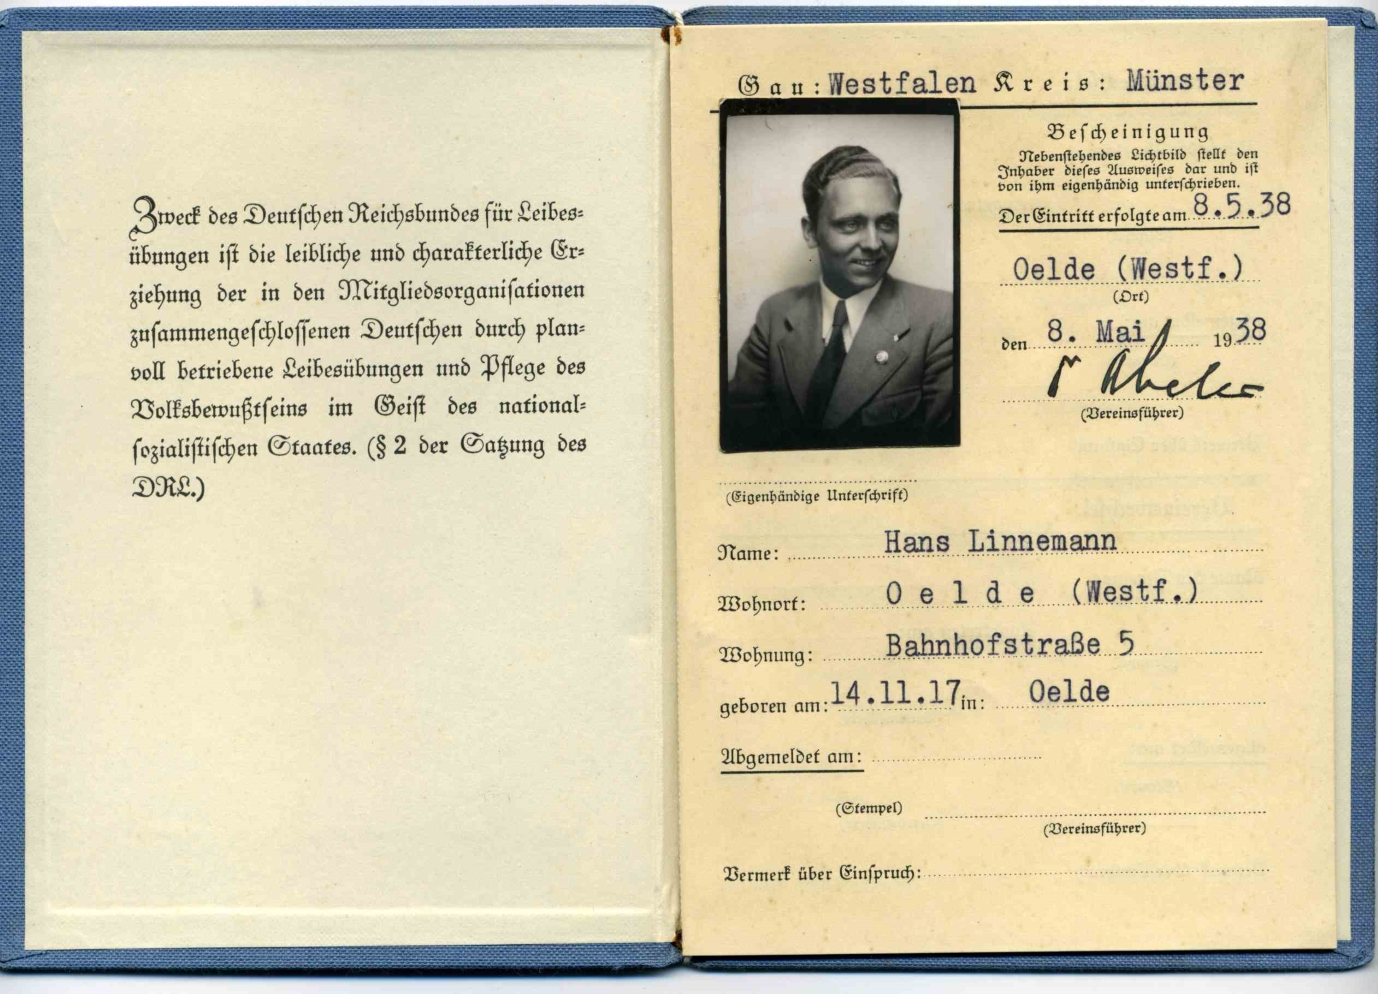 Zweck des Deutschen Reichsbundes für Leibes-
übungen ist die leibliche und charakterliche Er-
ziehung der in den Mitgliedsorganisationen
zusammengeschlossenen Deutschen durch plan-
voll betriebene Leibesübungen und Pflege des
Volksbewußtseins im Geist des national-
sozialistischen Staates. (§ 2 der Satzung des
DRL.)
Gau: Westfalen Kreis: Münster
Bescheinigung
Nebenstehendes Lichtbild stellt den
Inhaber dieses Ausweises dar und ist
von ihm eigenhändig unterschrieben.
Der Eintritt erfolgte am 8.5.38
Oelde (Westf.)
(Ort)
den 8. Mai 1938
(Vereinsführer)
(Eigenhändige Unterschrift)
Name: Hans Linnemann
Wohnort: Oelde (Westf.)
Wohnung: Bahnhofstraße 5
geboren am: 14.11.17 in: Oelde
Abgemeldet am:
(Stempel)
(Vereinsführer)
Vermerk über Einspruch: